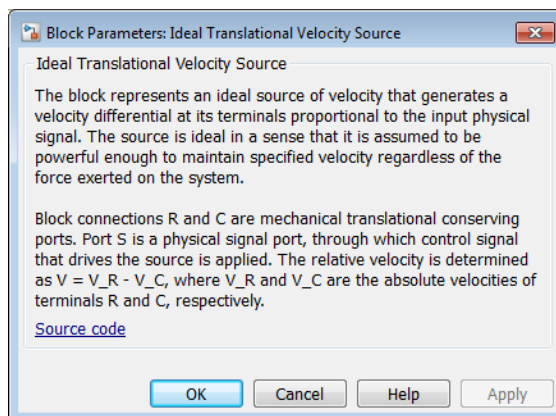 Block Parameters: Ideal Translational Velocity Source
Ideal Translational Velocity Source
The block represents an ideal source of velocity that generates a
velocity differential at its terminals proportional to the input physical
signal. The source is ideal in a sense that it is assumed to be
powerful enough to maintain specified velocity regardless of the
force exerted on the system.
Block connections R and C are mechanical translational conserving
ports. Port S is a physical signal port, through which control signal
that drives the source is applied. The relative velocity is determined
as V = V_R - V_C, where V_R and V_C are the absolute velocities of
terminals R and C, respectively.
Source code
OK Cancel Help Apply